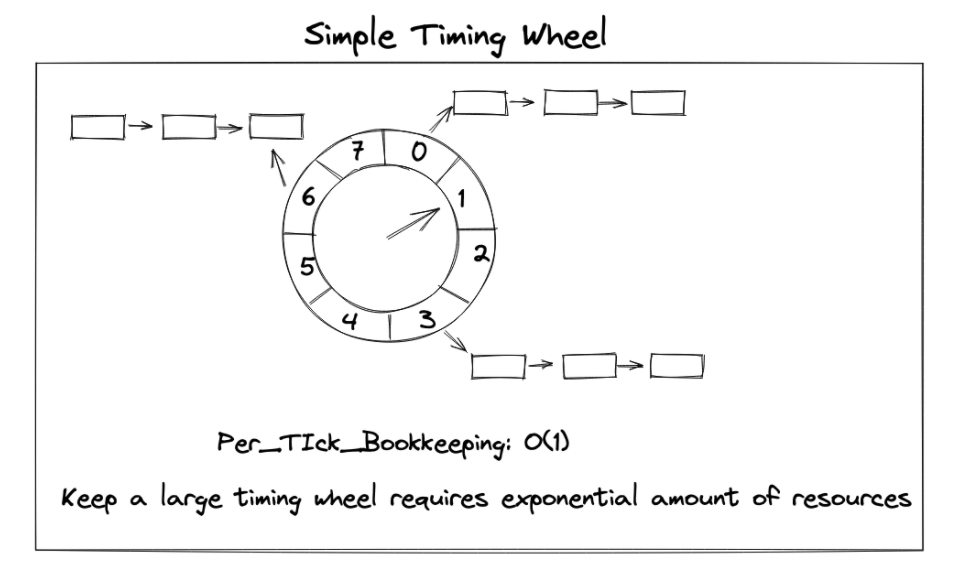 Simple Timing Wheel
7 0
6 1
5 2
4 3
Per_TIck_Bookkeeping: O(1)
Keep a large timing wheel requires exponential amount of resources